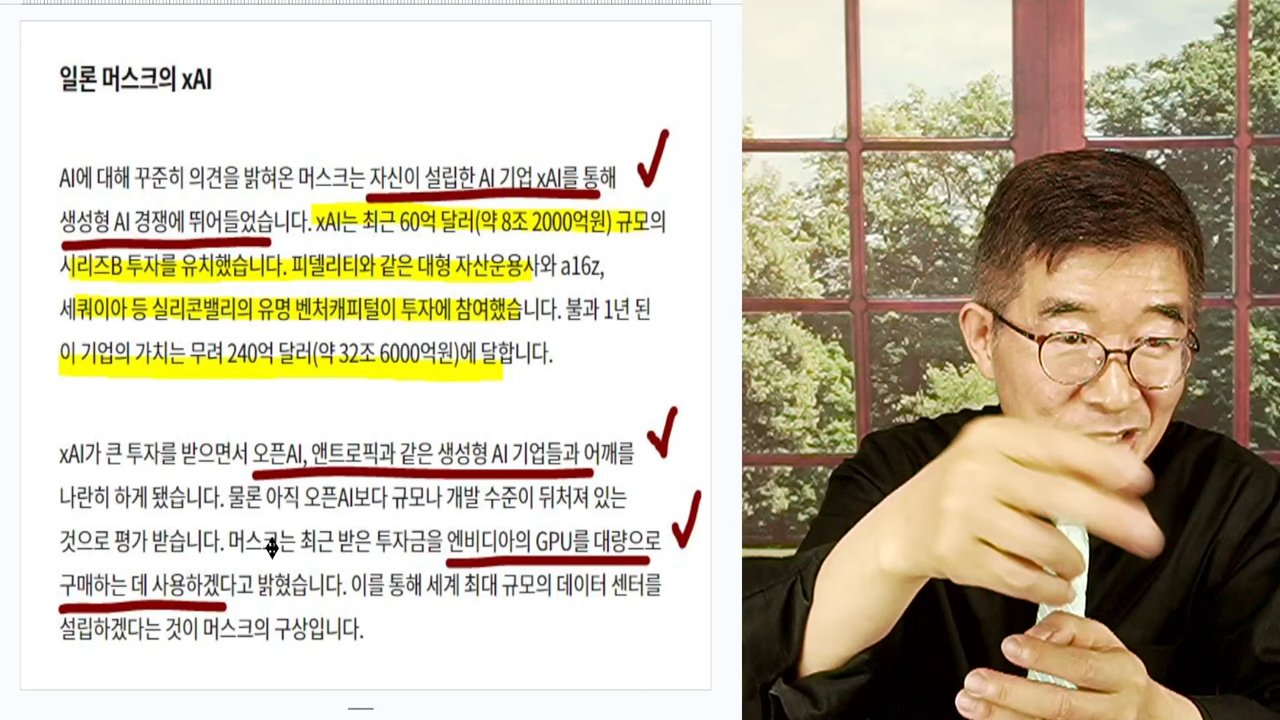 일론 머스크의 xAI
AI에 대해 꾸준히 의견을 밝혀온 머스크는 자신이 설립한 AI 기업 xAI를 통해
생성형 AI 경쟁에 뛰어들었습니다. xAI는 최근 60억 달러(약 8조 2000억원) 규모의
시리즈B 투자를 유치했습니다. 피델리티와 같은 대형 자산운용사와 a16z,
세쿼이아 등 실리콘밸리의 유명 벤처캐피털이 투자에 참여했습니다. 불과 1년 된
이 기업의 가치는 무려 240억 달러(약 32조 6000억원)에 달합니다.
xAI가 큰 투자를 받으면서 오픈AI, 앤트로픽과 같은 생성형 AI 기업들과 어깨를
나란히 하게 됐습니다. 물론 아직 오픈AI보다 규모나 개발 수준이 뒤처져 있는
것으로 평가 받습니다. 머스크는 최근 받은 투자금을 엔비디아의 GPU를 대량으로
구매하는 데 사용하겠다고 밝혔습니다. 이를 통해 세계 최대 규모의 데이터 센터를
설립하겠다는 것이 머스크의 구상입니다.